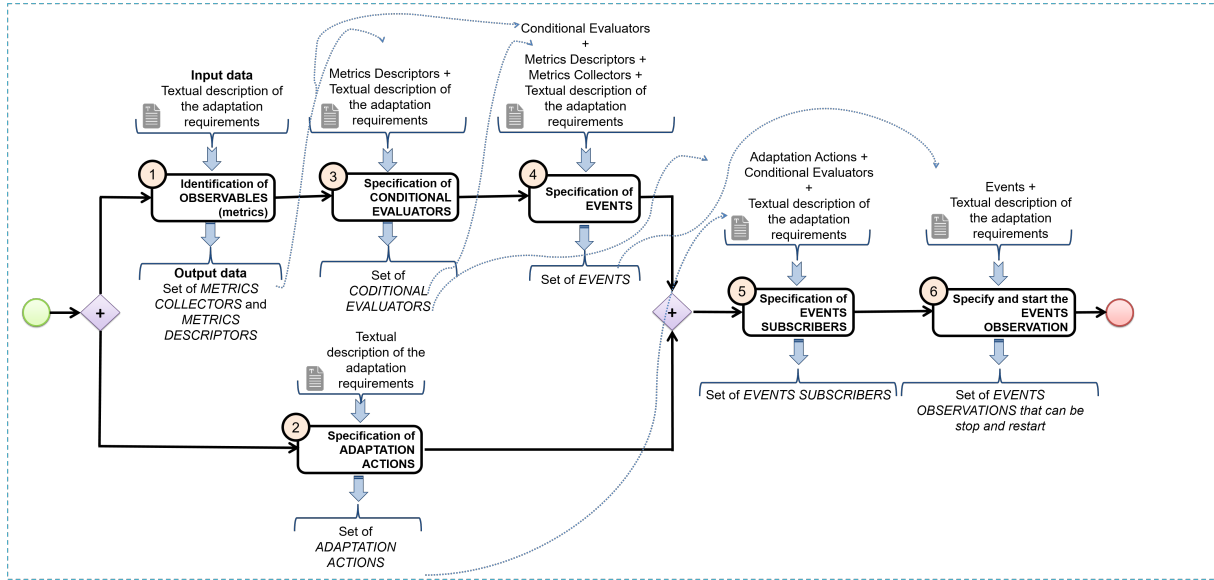 Input data
Textual description of
the adaptation
requirements
Metrics Descriptors +
Textual description of
the adaptation
requirements
Conditional Evaluators
+
Metrics Descriptors +
Metrics Collectors +
Textual description of
the adaptation
requirements
1
Identification of
OBSERVABLES
(metrics)
3
Specification of
CONDITIONAL
EVALUATORS
4
Specification of
EVENTS
Output data
Set of METRICS
COLLECTORS and
METRICS
DESCRIPTORS
Set of
CODITIONAL
EVALUATORS
Set of EVENTS
Adaptation Actions +
Conditional Evaluators
+
Textual description of
the adaptation
requirements
Events +
Textual description of
the adaptation
requirements
+
+
5
Specification of
EVENTS
SUBSCRIBERS
6
Specify and start the
EVENTS
OBSERVATION
Set of EVENTS SUBSCRIBERS
Set of EVENTS
OBSERVATIONS that can be
stop and restart
Textual
description of the
adaptation
requirements
2
Specification of
ADAPTATION
ACTIONS
Set of
ADAPTATION
ACTIONS